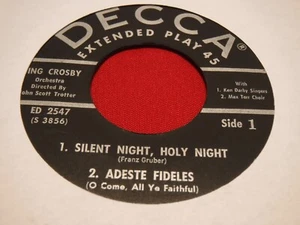 DECCA
EXTENDED PLAY 45
ING CROSBY
Orchestra
Directed By
Scott Trotter
ED 2547
(S 3856)
With
1. Ken Darby Singers
2. Max Terr Choir
Side 1
1. SILENT NIGHT, HOLY NIGHT
(Franz Gruber)
2. ADESTE FIDELES
(O Come, All Ye Faithful)